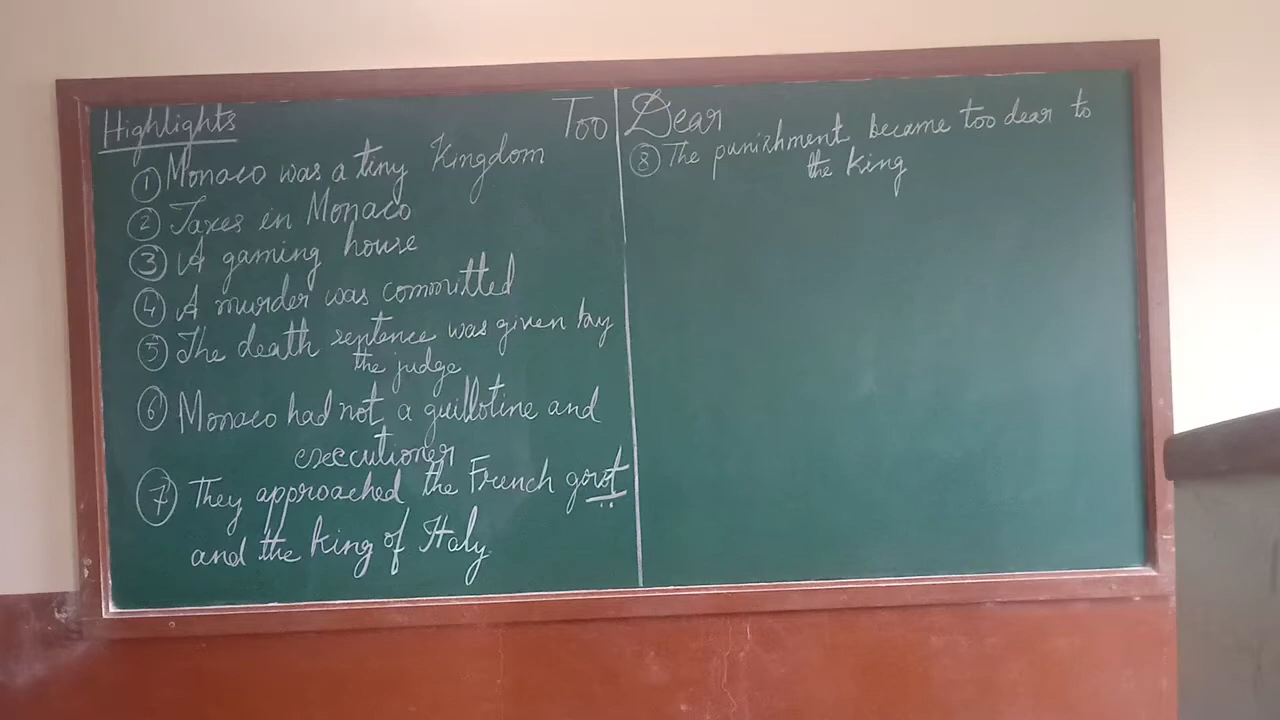 Highlights
Too Dear
① Monaco was a tiny Kingdom
② Taxes in Monaco
③ A gaming house
④ A murder was committed
⑤ The death sentence was given by
the judge
⑥ Monaco had not a guillotine and
executioner
⑦ They approached the French govt
and the king of Italy.
⑧ The punishment became too dear to
the king